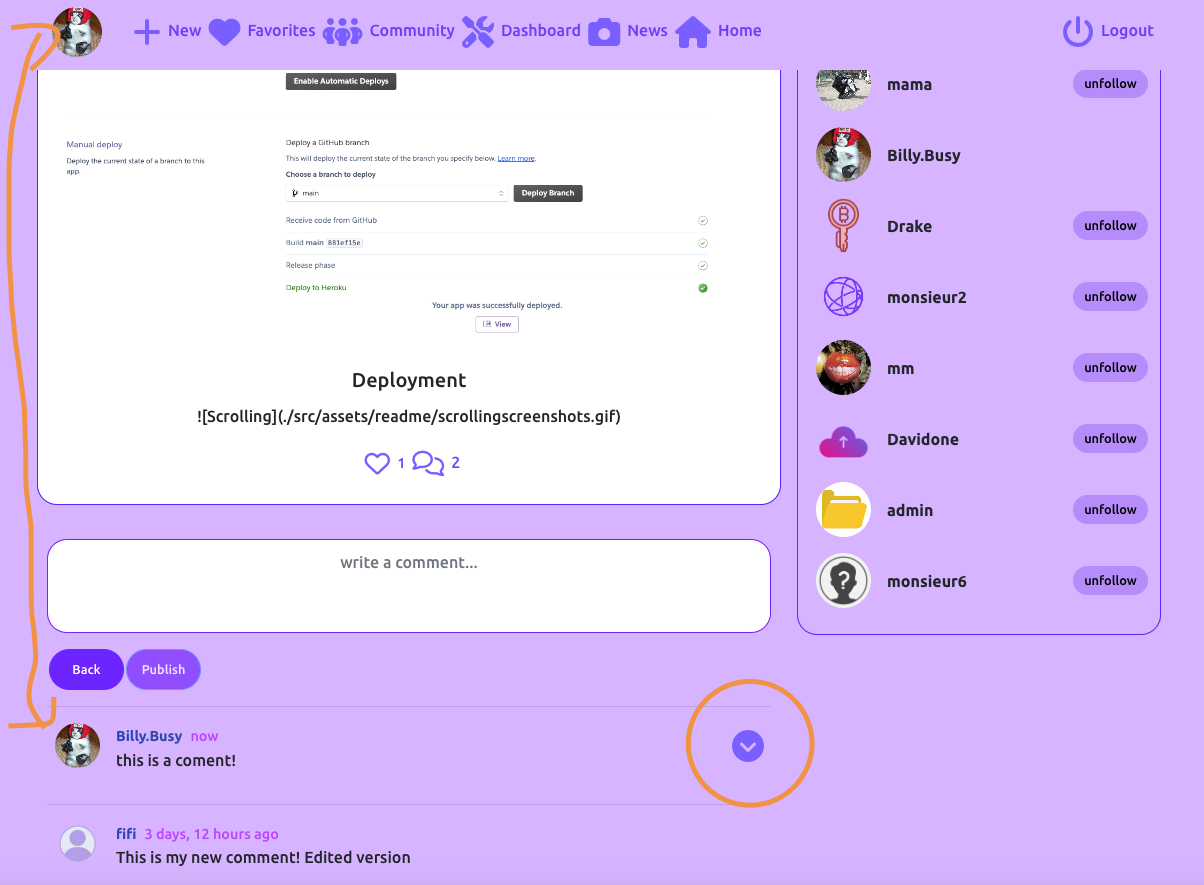 New Favorites Community Dashboard News Home Logout
Enable Automatic Deploys
Manual deploy
Deploy the current state of a branch to this
app.
Deploy a GitHub branch
This will deploy the current state of the branch you specify below. Learn more.
Choose a branch to deploy
main Deploy Branch
Receive code from GitHub
Build main 881ef15e
Release phase
Deploy to Heroku
Your app was successfully deployed.
View
Deployment
![Scrolling](./src/assets/readme/scrollingscreenshots.gif)
1 2
write a comment...
Back Publish
Billy.Busy now
this is a coment!
fifi 3 days, 12 hours ago
This is my new comment! Edited version
mama unfollow
Billy.Busy
Drake unfollow
monsieur2 unfollow
mm unfollow
Davidone unfollow
admin unfollow
monsieur6 unfollow